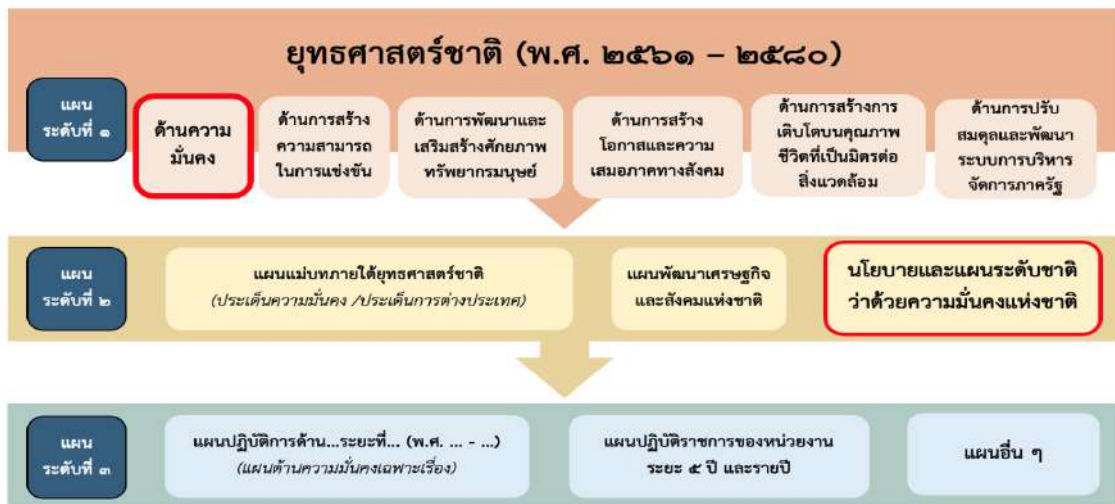 ยุทธศาสตร์ชาติ (พ.ศ. ๒๕๖๑ – ๒๕๘๐)
แผน
ระดับที่ ๑
ด้านความ
มั่นคง
ด้านการสร้าง
ความสามารถ
ในการแข่งขัน
ด้านการพัฒนาและ
เสริมสร้างศักยภาพ
ทรัพยากรมนุษย์
ด้านการสร้าง
โอกาสและความ
เสมอภาคทางสังคม
ด้านการสร้างการ
เติบโตบนคุณภาพ
ชีวิตที่เป็นมิตรต่อ
สิ่งแวดล้อม
ด้านการปรับ
สมดุลและพัฒนา
ระบบการบริหาร
จัดการภาครัฐ
แผน
ระดับที่ ๒
แผนแม่บทภายใต้ยุทธศาสตร์ชาติ
(ประเด็นความมั่นคง /ประเด็นการต่างประเทศ)
แผนพัฒนาเศรษฐกิจ
และสังคมแห่งชาติ
นโยบายและแผนระดับชาติ
ว่าด้วยความมั่นคงแห่งชาติ
แผน
ระดับที่ ๓
แผนปฏิบัติการด้าน...ระยะที่... (พ.ศ. ... - ...)
(แผนด้านความมั่นคงเฉพาะเรื่อง)
แผนปฏิบัติราชการของหน่วยงาน
ระยะ ๕ ปี และรายปี
แผนอื่น ๆ